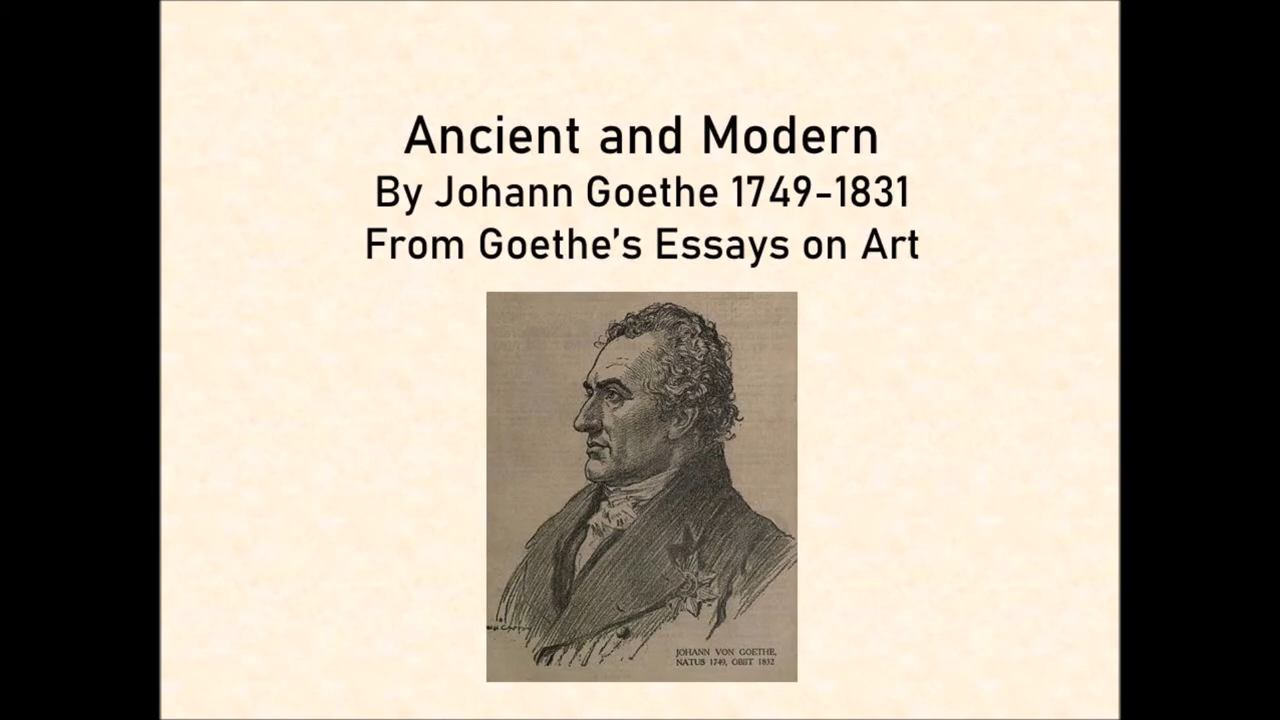 Ancient and Modern
By Johann Goethe 1749-1831
From Goethe's Essays on Art
JOHANN VON GOETHE,
NATUS 1749, OBIIT 1832